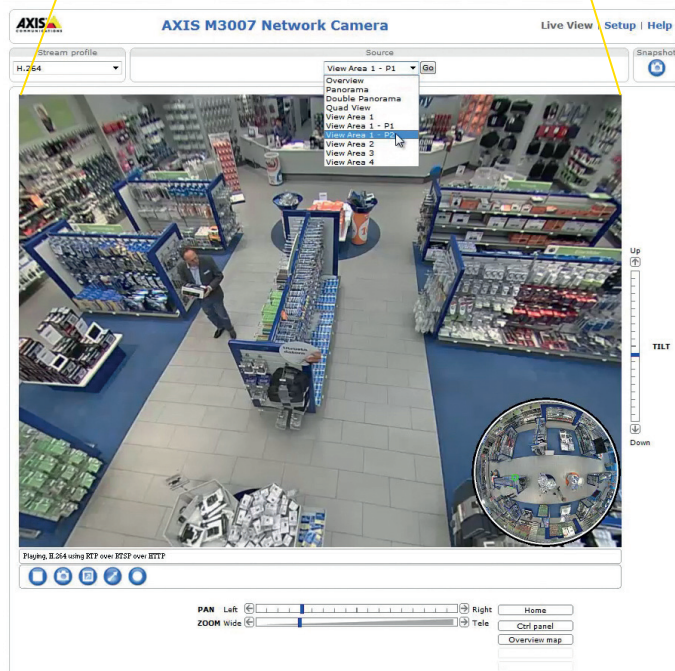 AXIS
COMMUNICATIONS
AXIS M3007 Network Camera
Live View | Setup | Help
Stream profile
Source
Snapshot
H.264
View Area 1 - P1
Go
Overview
Panorama
Double Panorama
Quad View
View Area 1
View Area 1 - P1
View Area 1 - P2
View Area 2
View Area 3
View Area 4
Up
TILT
Down
Playing, H.264 using RTP over RTSP over HTTP
PAN Left Right Home
Ctrl panel
ZOOM Wide Tele
Overview map